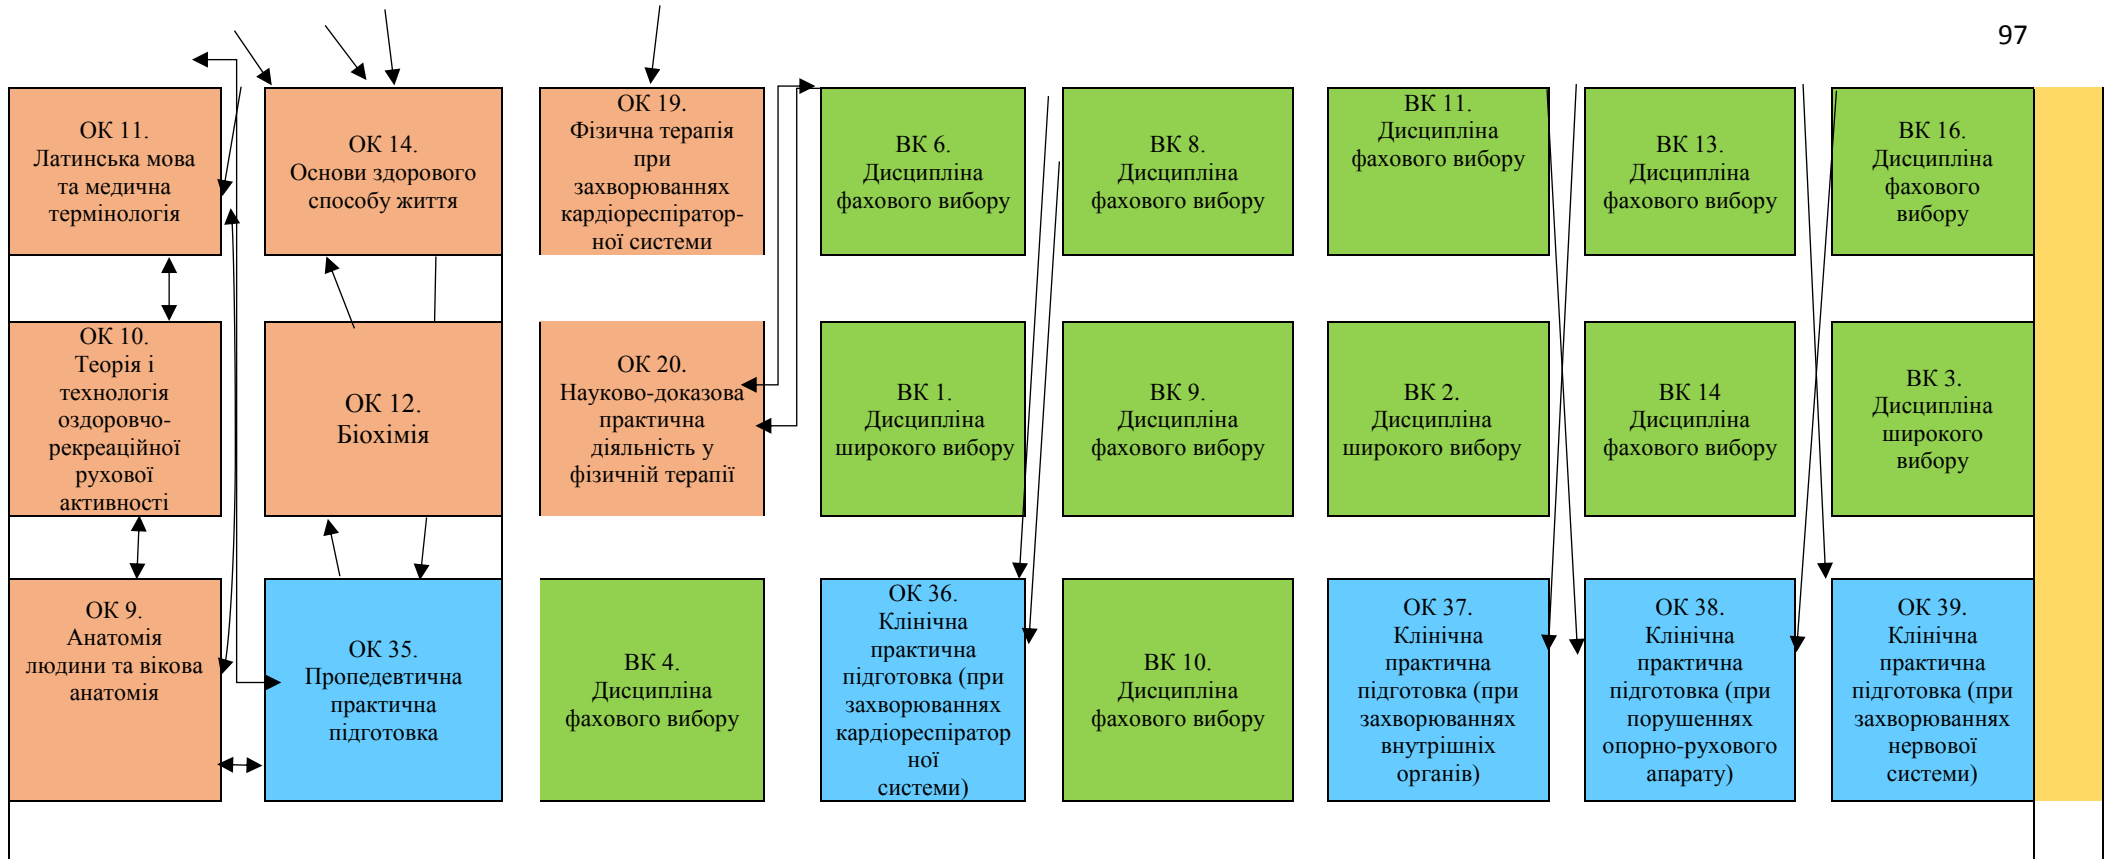 97
ОК 11.
Латинська мова
та медична
термінологія
ОК 14.
Основи здорового
способу життя
ОК 19.
Фізична терапія
при
захворюваннях
кардіореспіратор-
ної системи
ВК 6.
Дисципліна
фахового вибору
ВК 8.
Дисципліна
фахового вибору
ВК 11.
Дисципліна
фахового вибору
ВК 13.
Дисципліна
фахового вибору
ВК 16.
Дисципліна
фахового
вибору
ОК 10.
Теорія і
технологія
оздоровчо-
рекреаційної
рухової
активності
ОК 12.
Біохімія
ОК 20.
Науково-доказова
практична
діяльність у
фізичній терапії
ВК 1.
Дисципліна
широкого вибору
ВК 9.
Дисципліна
фахового вибору
ВК 2.
Дисципліна
широкого вибору
ВК 14
Дисципліна
фахового вибору
ВК 3.
Дисципліна
широкого
вибору
ОК 9.
Анатомія
людини та вікова
анатомія
ОК 35.
Пропедевтична
практична
підготовка
ВК 4.
Дисципліна
фахового вибору
ОК 36.
Клінічна
практична
підготовка (при
захворюваннях
кардіореспіратор
ної
системи)
ВК 10.
Дисципліна
фахового вибору
ОК 37.
Клінічна
практична
підготовка (при
захворюваннях
внутрішніх
органів)
ОК 38.
Клінічна
практична
підготовка (при
порушеннях
опорно-рухового
апарату)
ОК 39.
Клінічна
практична
підготовка (при
захворюваннях
нервової
системи)